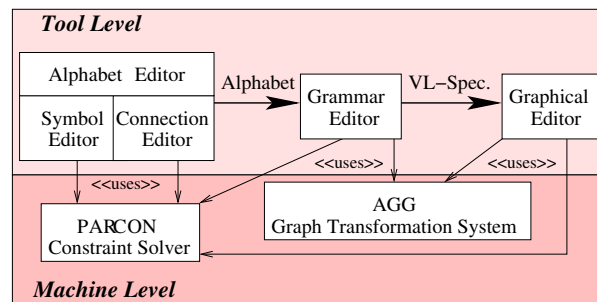 Tool Level
Alphabet Editor
Symbol
Editor
Connection
Editor
Alphabet
Grammar
Editor
VL-Spec.
Graphical
Editor
<<uses>>
<<uses>>
<<uses>>
PARCON
Constraint Solver
AGG
Graph Transformation System
Machine Level